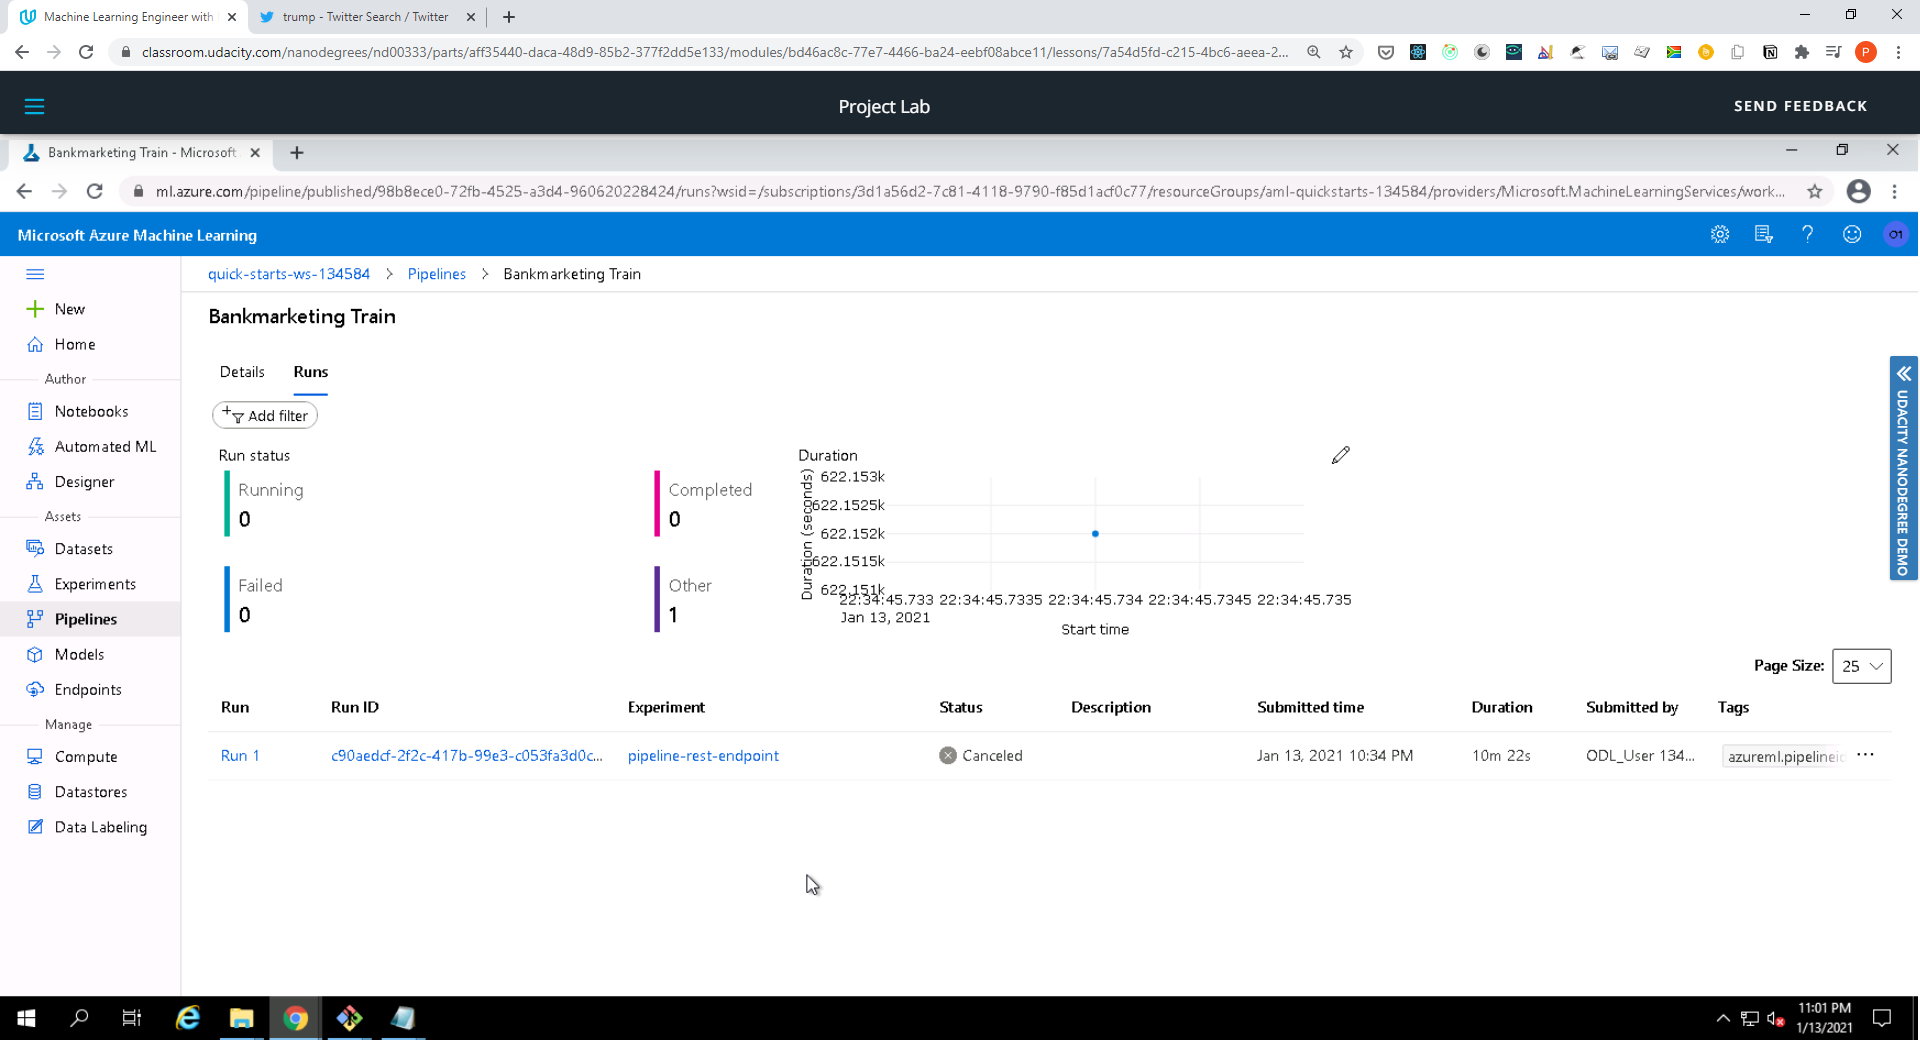 Machine Learning Engineer with
trump - Twitter Search / Twitter
classroom.udacity.com/nanodegrees/nd00333/parts/aff35440-daca-48d9-85b2-377f2dd5e133/modules/bd46ac8c-77e7-4466-ba24-eebf08abce11/lessons/7a54d5fd-c215-4bc6-aeea-2...
P
Project Lab
SEND FEEDBACK
Bankmarketing Train - Microsoft
ml.azure.com/pipeline/published/98b8ece0-72fb-4525-a3d4-960620228424/runs?wsid=/subscriptions/3d1a56d2-7c81-4118-9790-f85d1acf0c77/resourceGroups/aml-quickstarts-134584/providers/Microsoft.MachineLearningServices/work...
Microsoft Azure Machine Learning
O1
quick-starts-ws-134584 > Pipelines > Bankmarketing Train
New
Home
Author
Notebooks
Automated ML
Designer
Assets
Datasets
Experiments
Pipelines
Models
Endpoints
Manage
Compute
Datastores
Data Labeling
Bankmarketing Train
Details
Runs
Add filter
Run status
Running
0
Completed
0
Failed
0
Other
1
Duration
Duration (seconds)
622.153k
622.1525k
622.152k
622.1515k
622.151k
22:34:45.733 22:34:45.7335 22:34:45.734 22:34:45.7345 22:34:45.735
Jan 13, 2021
Start time
UDACITY NANODEGREE DEMO
Page Size: 25
Run Run ID Experiment Status Description Submitted time Duration Submitted by Tags
Run 1 c90aedcf-2f2c-417b-99e3-c053fa3d0c... pipeline-rest-endpoint Canceled Jan 13, 2021 10:34 PM 10m 22s ODL_User 134... azureml.pipelineid ...
11:01 PM
1/13/2021